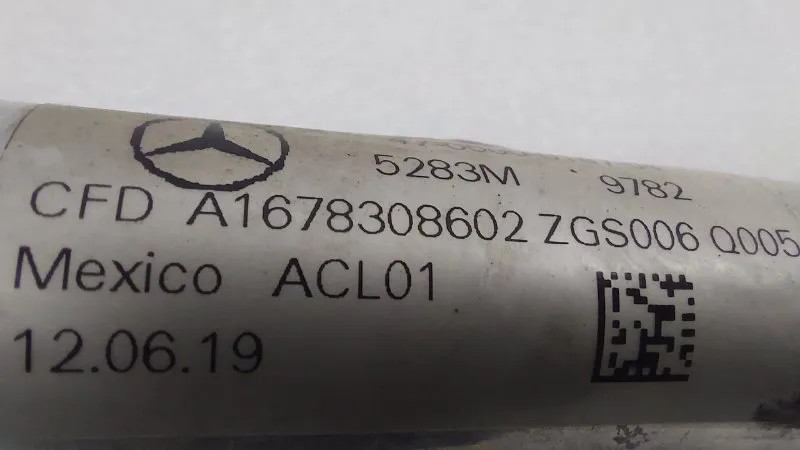 5283M 9782
CFD A1678308602 ZGS006 Q005
Mexico ACL01
12.06.19